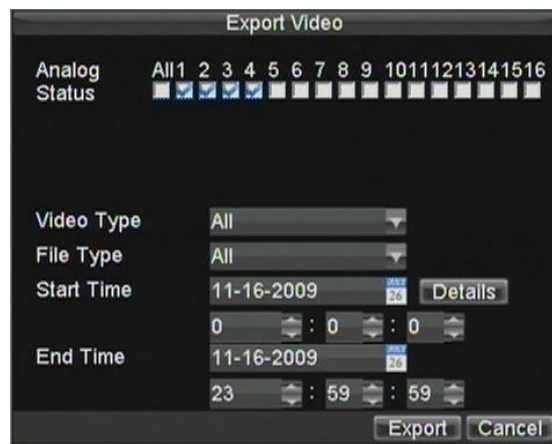 Export Video
Analog All 1 2 3 4 5 6 7 8 9 10 11 12 13 14 15 16
Status
Video Type All
File Type All
Start Time 11-16-2009 26 Details
0 : 0 : 0
End Time 11-16-2009 26
23 : 59 : 59
Export Cancel